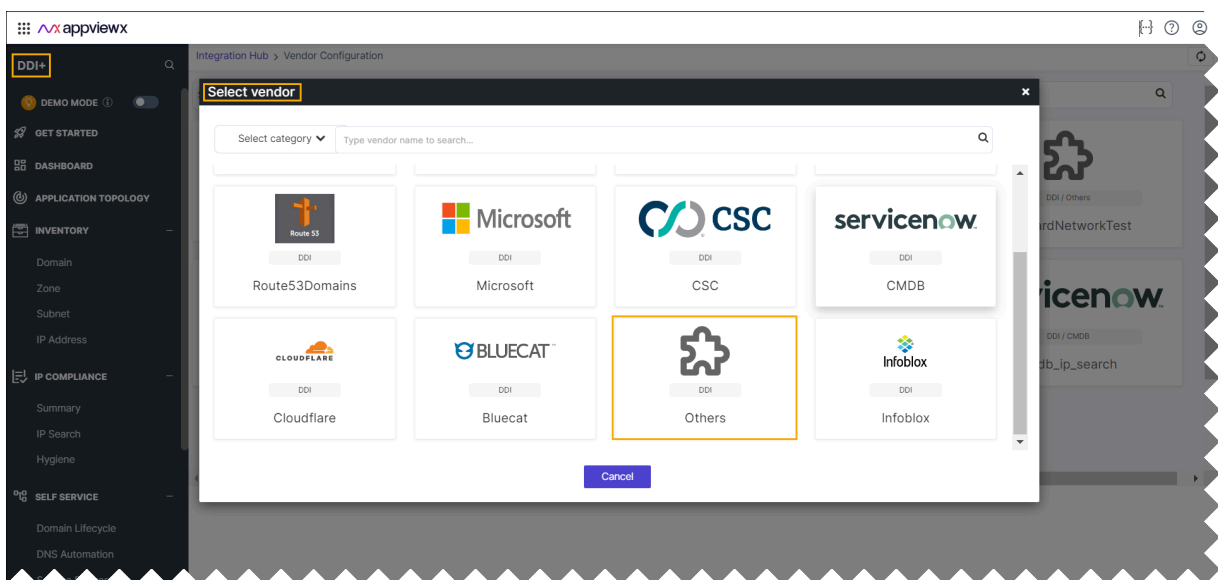 appviewx
DDI+
Integration Hub > Vendor Configuration
DEMO MODE
GET STARTED
DASHBOARD
APPLICATION TOPOLOGY
INVENTORY
Domain
Zone
Subnet
IP Address
IP COMPLIANCE
Summary
IP Search
Hygiene
SELF SERVICE
Domain Lifecycle
DNS Automation
Select vendor
Select category
Type vendor name to search...
Route 53
DDI
Route53Domains
Microsoft
DDI
Microsoft
CSC
DDI
CSC
servicenow
DDI
CMDB
CLOUDFLARE
DDI
Cloudflare
BLUECAT
DDI
Bluecat
DDI
Others
Infoblox
DDI
Infoblox
Cancel
DDI / Others
ardNetworkTest
icenow
DDI / CMDB
db_ip_search